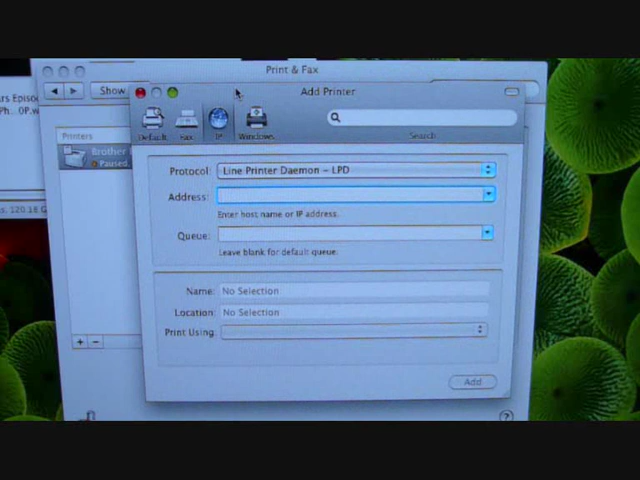 Print & Fax
Show
Add Printer
Default
Fax
IP
Windows
Search
Printers
Brother
Paused
Protocol: Line Printer Daemon – LPD
Address:
Enter host name or IP address.
Queue:
Leave blank for default queue.
Name: No Selection
Location: No Selection
Print Using:
+ −
Add
?